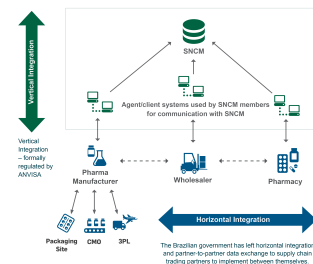 SNCM
Vertical Integration
Agent/client systems used by SNCM members
for communication with SNCM
Vertical
Integration
– formally
regulated by
ANVISA
Pharma
Manufacturer
Wholesaler
Pharmacy
Packaging
Site
CMO
3PL
Horizontal Integration
The Brazilian government has left horizontal integration
and partner-to-partner data exchange to supply chain
trading partners to implement between themselves.